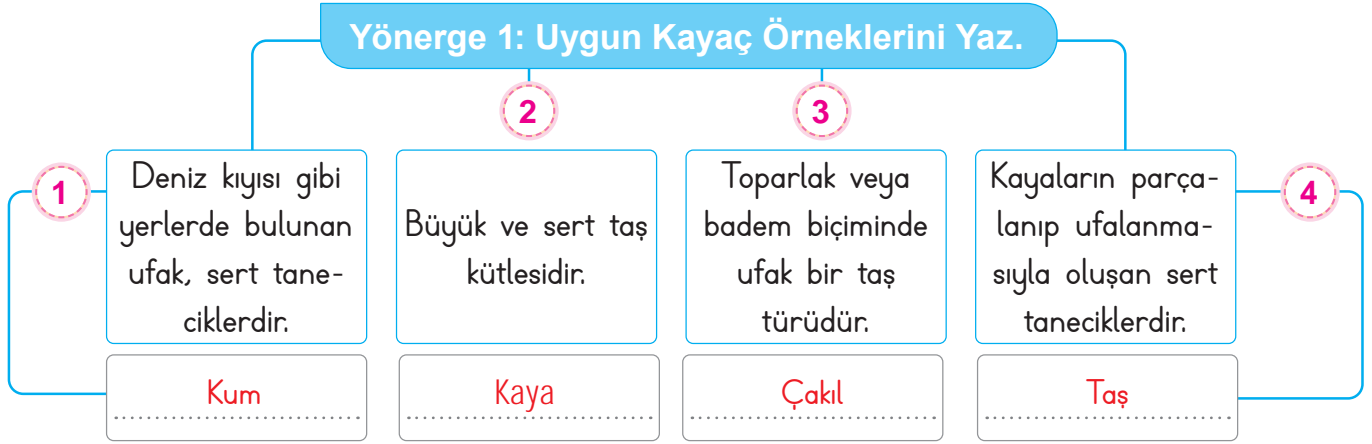 Yönerge 1: Uygun Kayaç Örneklerini Yaz.
1
Deniz kıyısı gibi
yerlerde bulunan
ufak, sert tane-
ciklerdir.
Kum
2
Büyük ve sert taş
kütlesidir.
Kaya
3
Toparlak veya
badem biçiminde
ufak bir taş
türüdür.
Çakıl
4
Kayaların parça-
lanıp ufalanma-
sıyla oluşan sert
taneciklerdir.
Taş